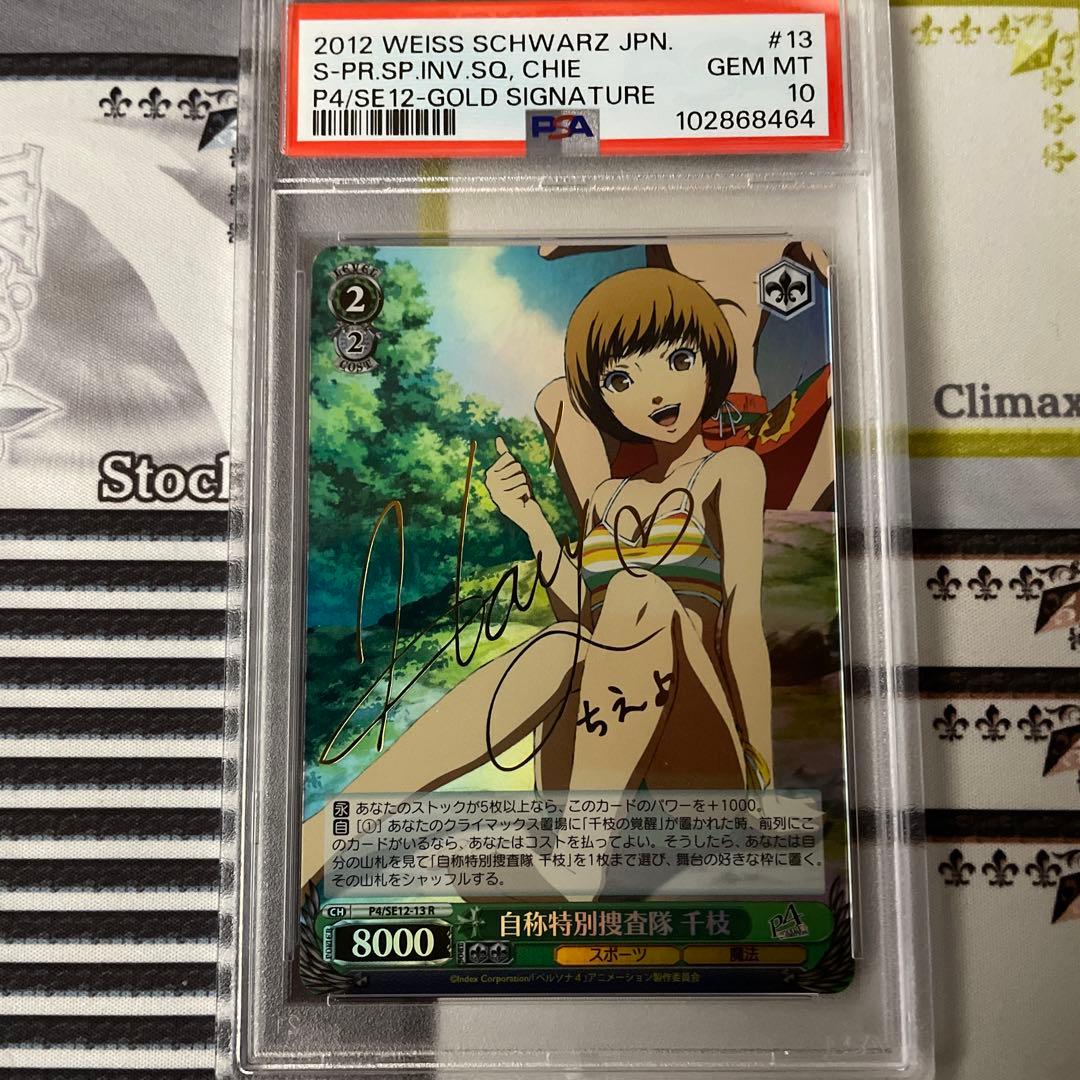 2012 WEISS SCHWARZ JPN. #13
S-PR.SP.INV.SQ, CHIE GEM MT
P4/SE12-GOLD SIGNATURE 10
PSA 102868464
LEVEL
2
2
COST
Climax
Stock
ちえよ
永 あなたのストックが5枚以上なら、このカードのパワーを+1000。
自 [①] あなたのクライマックス置場に「千枝の覚醒」が置かれた時、前列にこ
のカードがいるなら、あなたはコストを払ってよい。そうしたら、あなたは自
分の山札を見て「自称特別捜査隊 千枝」を1枚まで選び、舞台の好きな枠に置く。
その山札をシャッフルする。
CH P4/SE12-13 R
POWER 8000 SOUL
自称特別捜査隊 千枝
スポーツ 魔法
P4
©Index Corporation/「ペルソナ4」アニメーション製作委員会